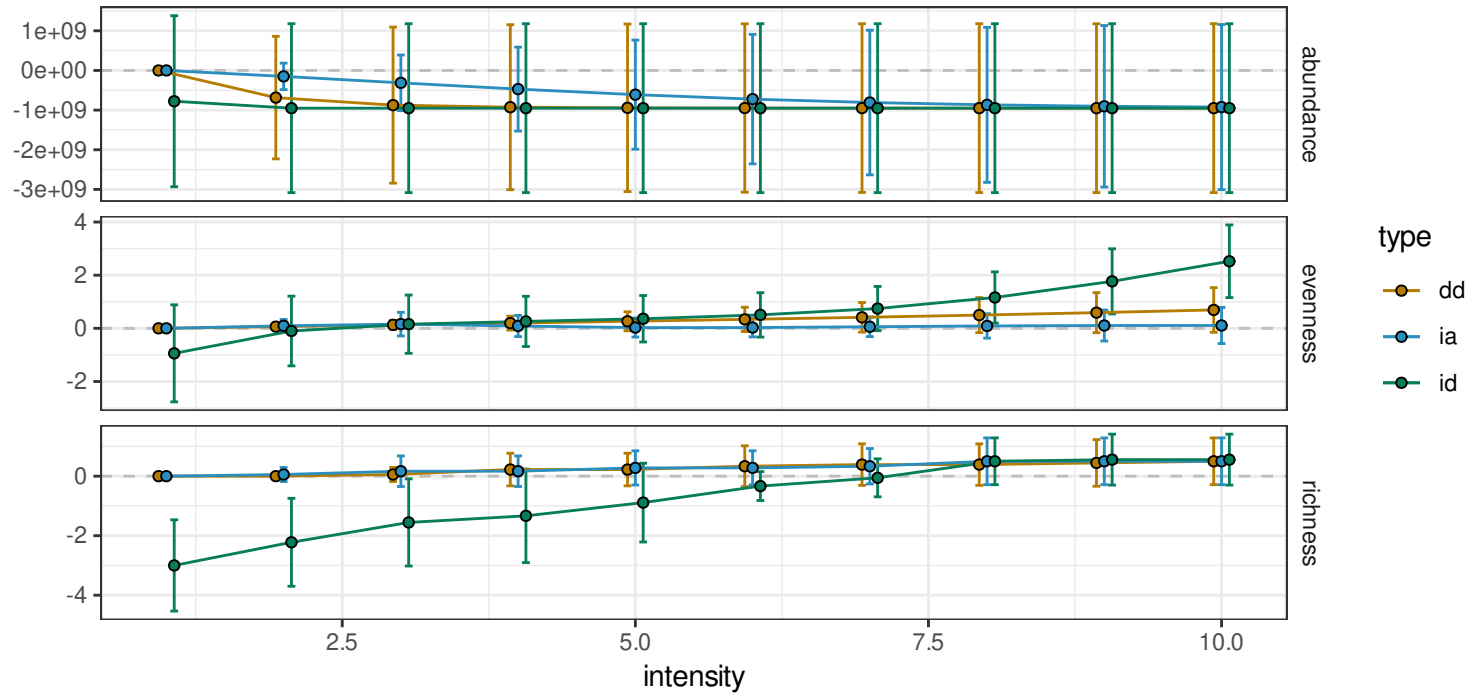 1e+09
0e+00
-1e+09
-2e+09
-3e+09
abundance
4
2
0
-2
evenness
0
-2
-4
richness
2.5
5.0
7.5
10.0
intensity
type
dd
ia
id